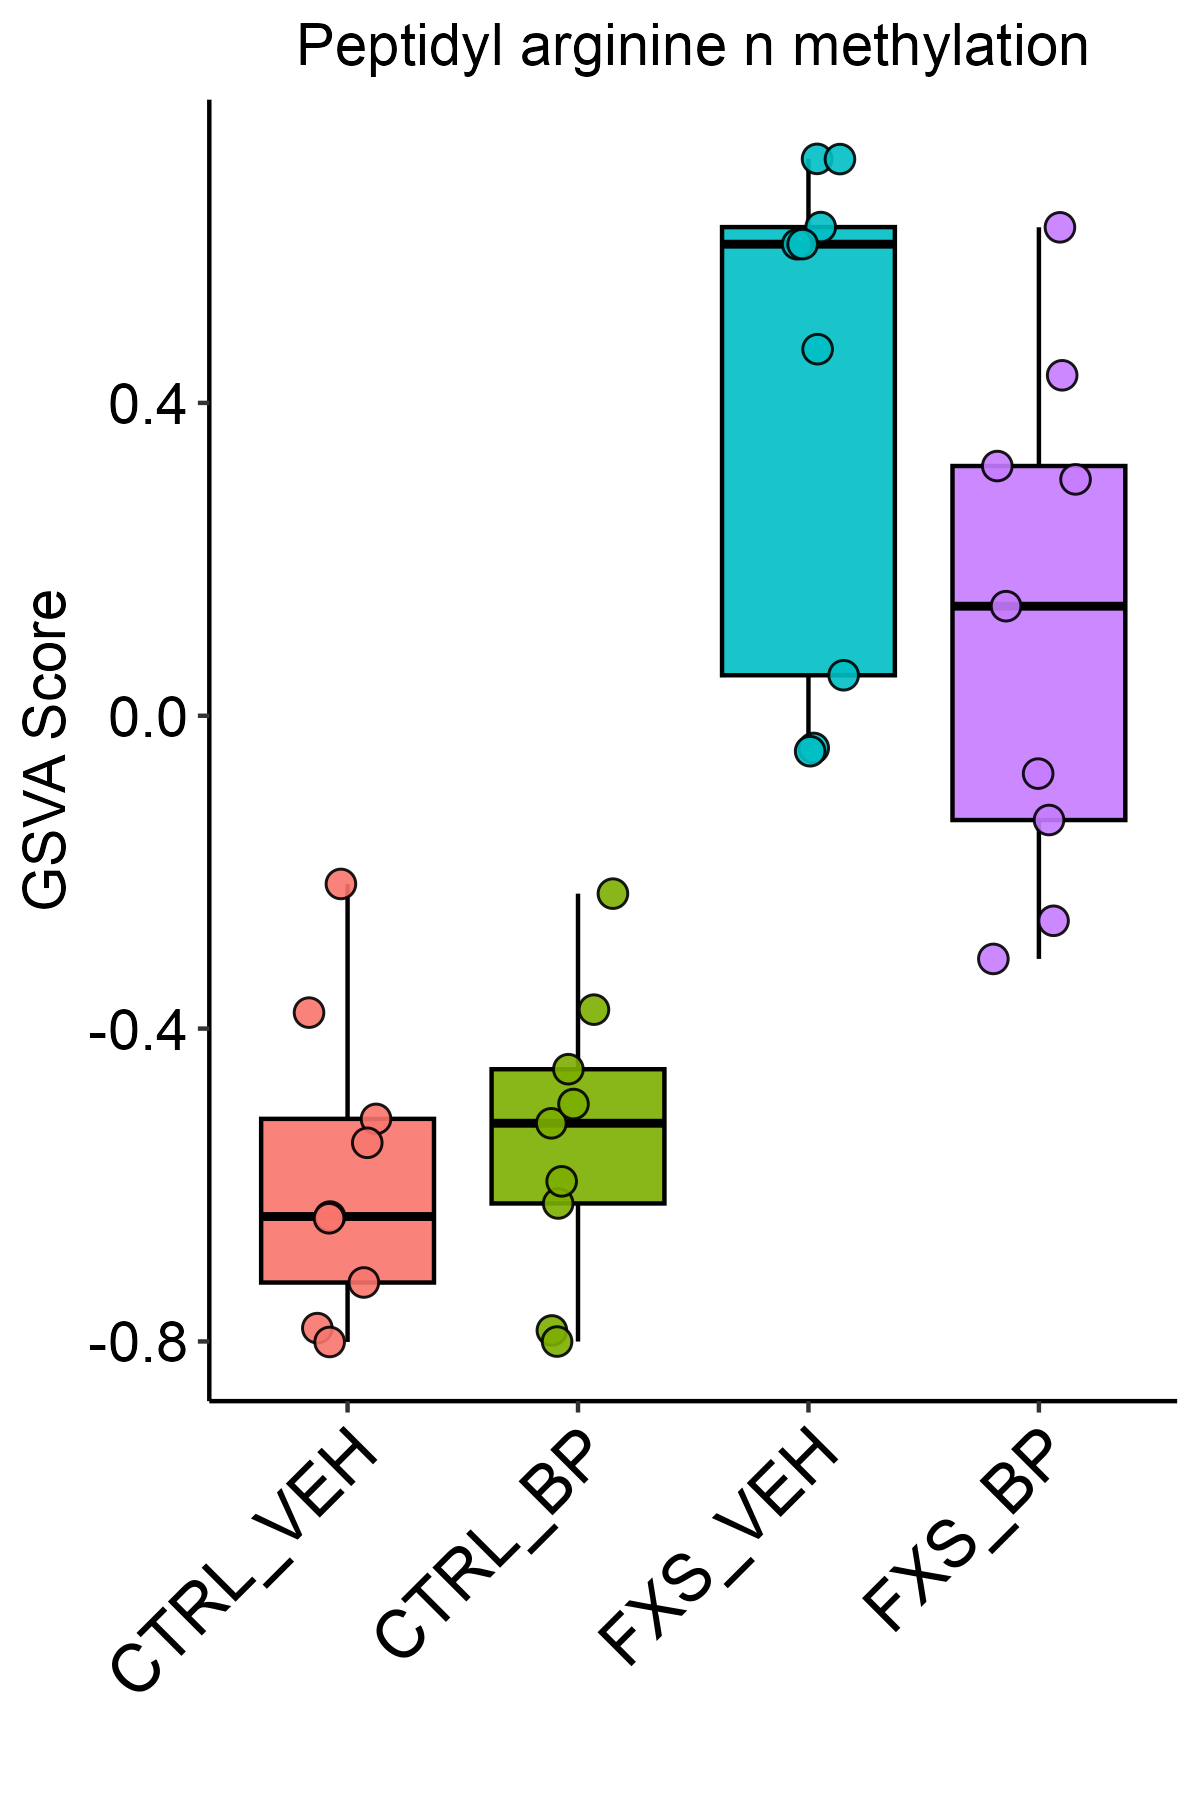 Peptidyl arginine n methylation
GSVA Score
0.4
0.0
-0.4
-0.8
CTRL_VEH
CTRL_BP
FXS_VEH
FXS_BP